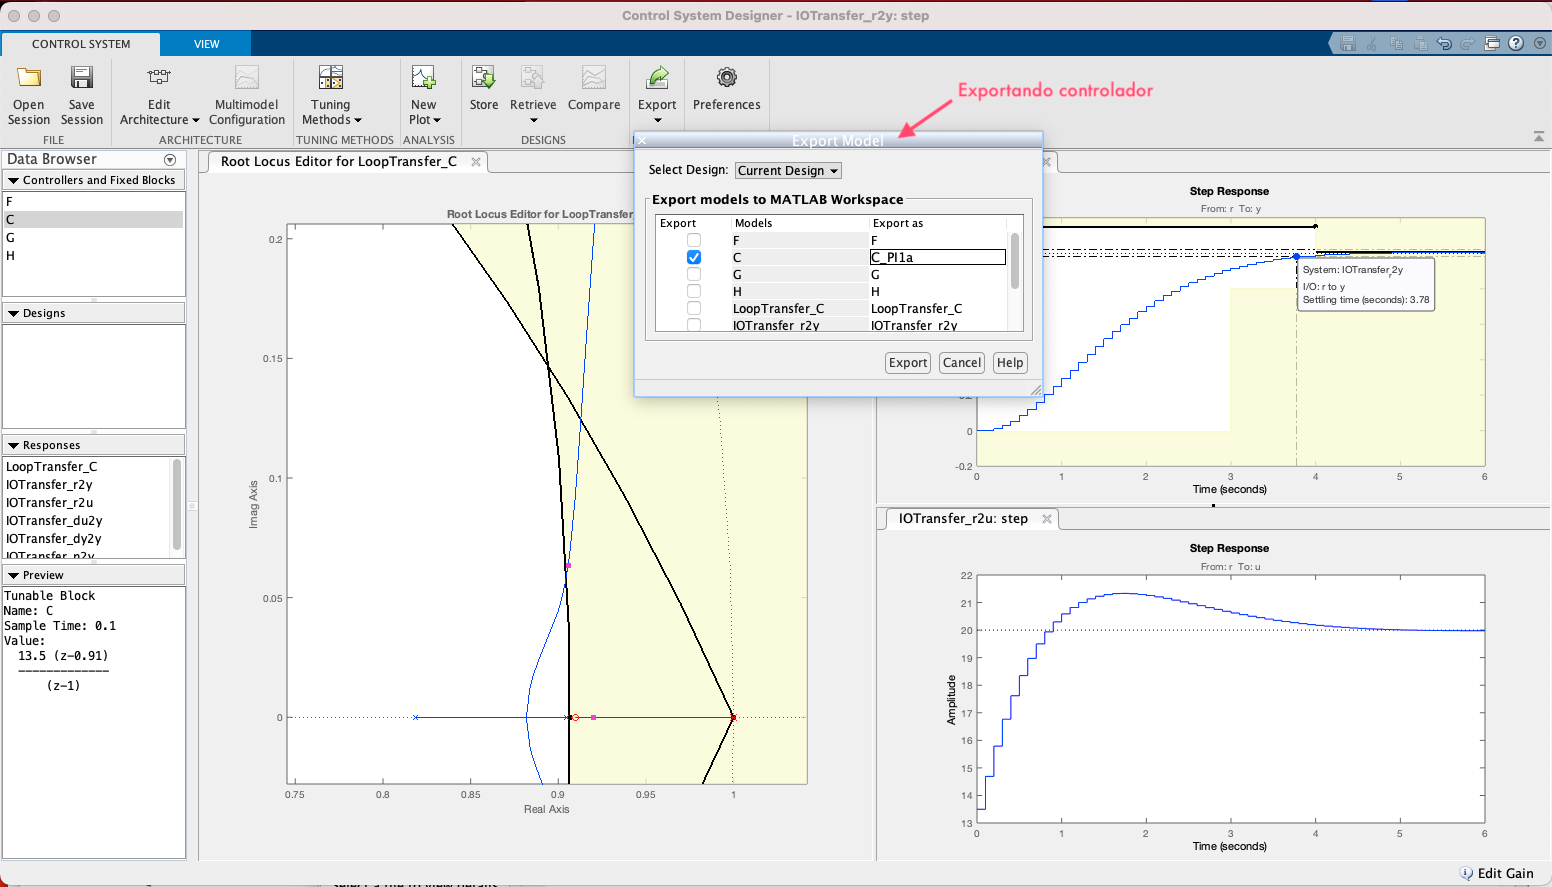 Control System Designer - IOTransfer_r2y: step
CONTROL SYSTEM
VIEW
Open Session
Save Session
Edit Architecture
Multimodel Configuration
Tuning Methods
New Plot
Store
Retrieve
Compare
Export
Preferences
FILE
ARCHITECTURE
TUNING METHODS
ANALYSIS
DESIGNS
Exportando controlador
Data Browser
Controllers and Fixed Blocks
F
C
G
H
Designs
Responses
LoopTransfer_C
IOTransfer_r2y
IOTransfer_r2u
IOTransfer_du2y
IOTransfer_dy2y
IOTransfer_n2y
Preview
Tunable Block
Name: C
Sample Time: 0.1
Value:
13.5 (z-0.91)
-------------
(z-1)
Root Locus Editor for LoopTransfer_C
Root Locus Editor for LoopTransfer
0.2
0.15
0.1
0.05
0
Imag Axis
0.75 0.8 0.85 0.9 0.95 1
Real Axis
Export Model
Select Design: Current Design
Export models to MATLAB Workspace
Export Models Export as
F F
C C_PI1a
G G
H H
LoopTransfer_C LoopTransfer_C
IOTransfer_r2y IOTransfer_r2y
Export Cancel Help
Step Response
From: r To: y
System: IOTransfer_r2y
I/O: r to y
Settling time (seconds): 3.78
0
-0.2
0 1 2 3 4 5 6
Time (seconds)
IOTransfer_r2u: step
Step Response
From: r To: u
22
21
20
19
18
17
16
15
14
13
Amplitude
0 1 2 3 4 5 6
Time (seconds)
Edit Gain